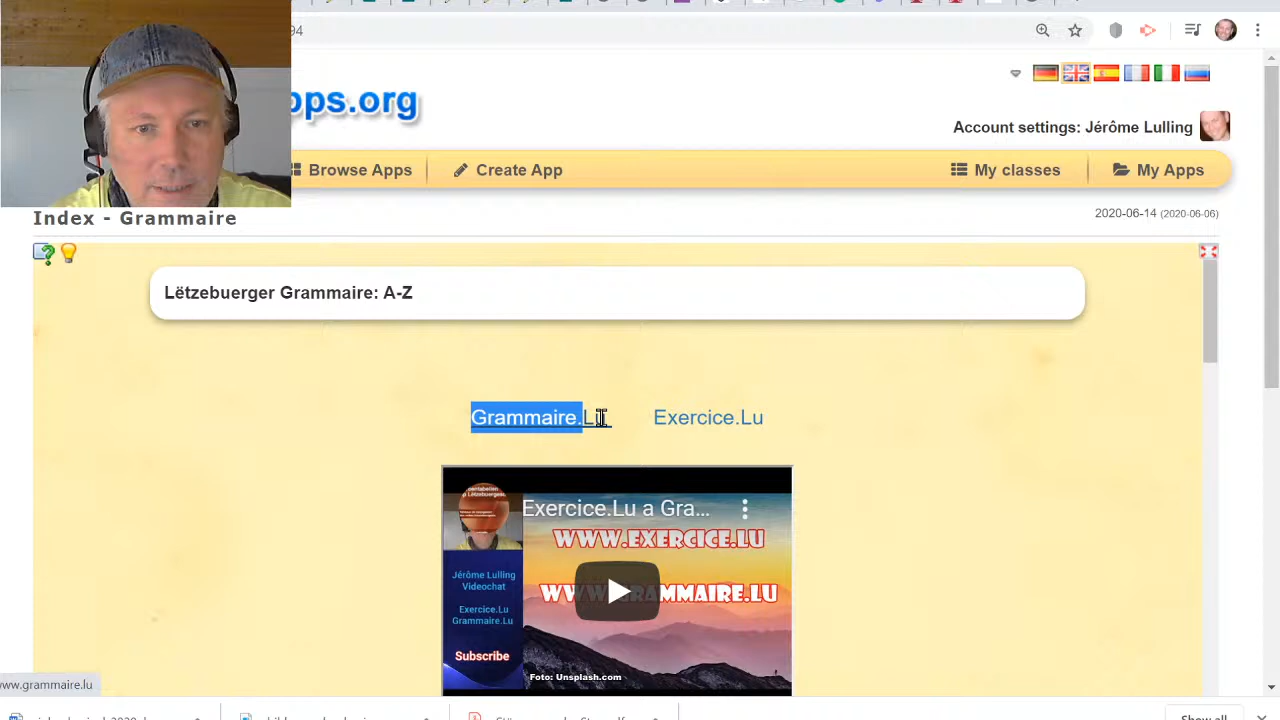 94
pps.org
Account settings: Jérôme Lulling
Browse Apps
Create App
My classes
My Apps
Index - Grammaire
2020-06-14 (2020-06-06)
Lëtzebuerger Grammaire: A-Z
Grammaire.Lu
Exercice.Lu
Exercice.Lu a Gra...
WWW.EXERCICE.LU
WWW.GRAMMAIRE.LU
Jérôme Lulling
Videochat
Exercice.Lu
Grammaire.Lu
Subscribe
Foto: Unsplash.com
www.grammaire.lu
Show all